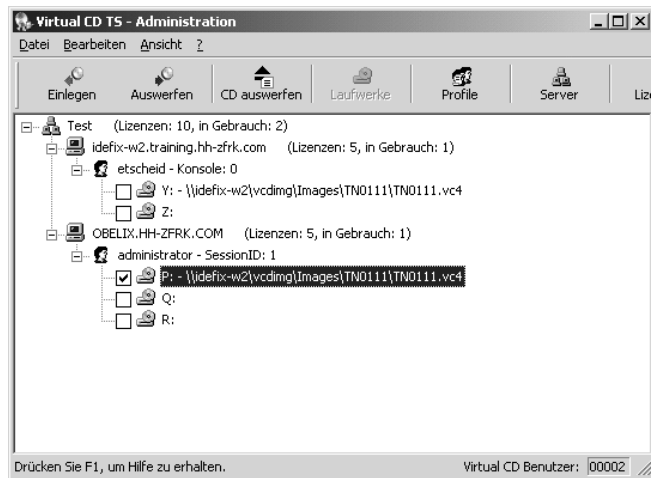 Virtual CD TS - Administration
Datei Bearbeiten Ansicht ?
Einlegen Auswerfen CD auswerfen Laufwerke Profile Server Liz
Test (Lizenzen: 10, in Gebrauch: 2)
idefix-w2.training.hh-zfrk.com (Lizenzen: 5, in Gebrauch: 1)
etscheid - Konsole: 0
Y: - \\idefix-w2\vcdimg\Images\TN0111\TN0111.vc4
Z:
OBELIX.HH-ZFRK.COM (Lizenzen: 5, in Gebrauch: 1)
administrator - SessionID: 1
P: - \\idefix-w2\vcdimg\Images\TN0111\TN0111.vc4
Q:
R:
Drücken Sie F1, um Hilfe zu erhalten. Virtual CD Benutzer: 00002